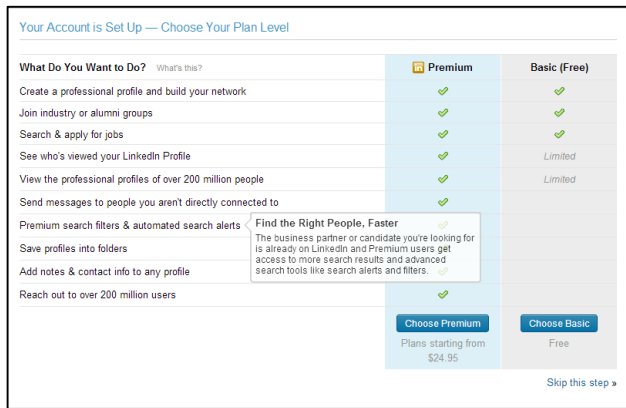 Your Account is Set Up — Choose Your Plan Level
What Do You Want to Do? What's this? in Premium Basic (Free)
Create a professional profile and build your network
Join industry or alumni groups
Search & apply for jobs
See who's viewed your LinkedIn Profile Limited
View the professional profiles of over 200 million people Limited
Send messages to people you aren't directly connected to
Premium search filters & automated search alerts
Find the Right People, Faster
The business partner or candidate you're looking for
is already on LinkedIn and Premium users get
access to more search results and advanced
search tools like search alerts and filters.
Save profiles into folders
Add notes & contact info to any profile
Reach out to over 200 million users
Choose Premium Choose Basic
Plans starting from Free
$24.95
Skip this step »